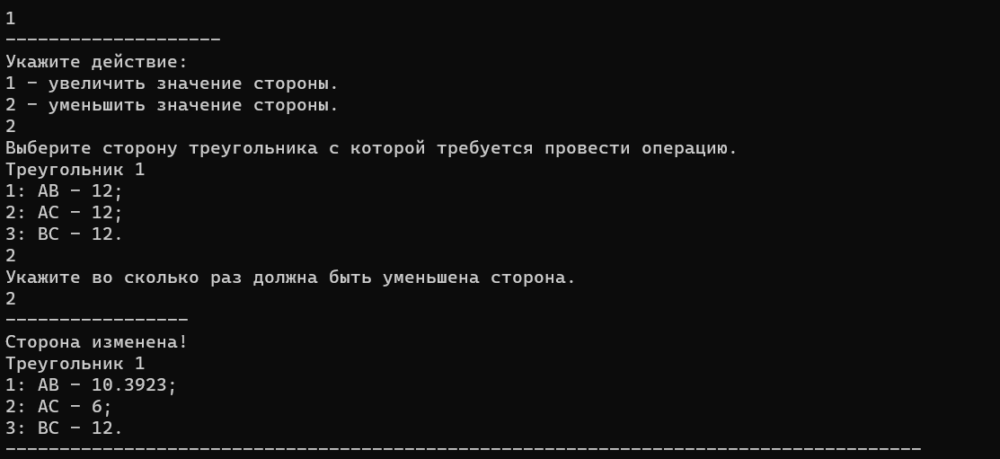 1
--------------------
Укажите действие:
1 - увеличить значение стороны.
2 - уменьшить значение стороны.
2
Выберите сторону треугольника с которой требуется провести операцию.
Треугольник 1
1: AB - 12;
2: AC - 12;
3: BC - 12.
2
Укажите во сколько раз должна быть уменьшена сторона.
2
-----------------
Сторона изменена!
Треугольник 1
1: AB - 10.3923;
2: AC - 6;
3: BC - 12.
-------------------------------------------------------------------------------------